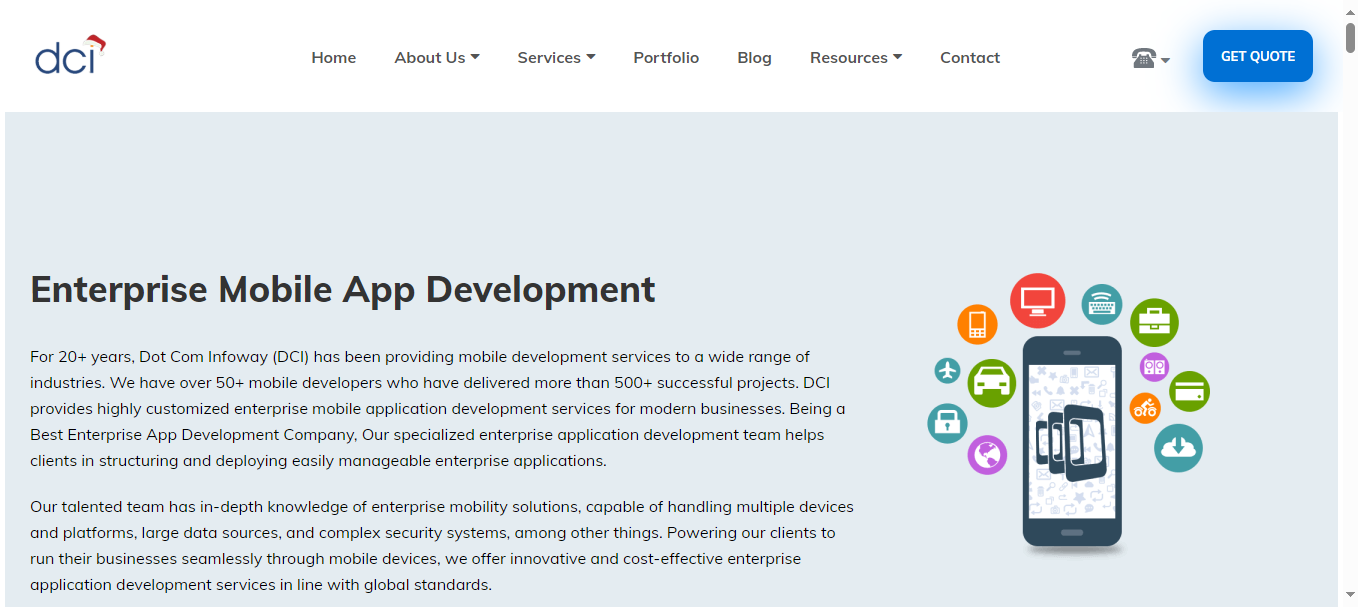 dci
Home About Us Services Portfolio Blog Resources Contact GET QUOTE
Enterprise Mobile App Development
For 20+ years, Dot Com Infoway (DCI) has been providing mobile development services to a wide range of
industries. We have over 50+ mobile developers who have delivered more than 500+ successful projects. DCI
provides highly customized enterprise mobile application development services for modern businesses. Being a
Best Enterprise App Development Company, Our specialized enterprise application development team helps
clients in structuring and deploying easily manageable enterprise applications.
Our talented team has in-depth knowledge of enterprise mobility solutions, capable of handling multiple devices
and platforms, large data sources, and complex security systems, among other things. Powering our clients to
run their businesses seamlessly through mobile devices, we offer innovative and cost-effective enterprise
application development services in line with global standards.